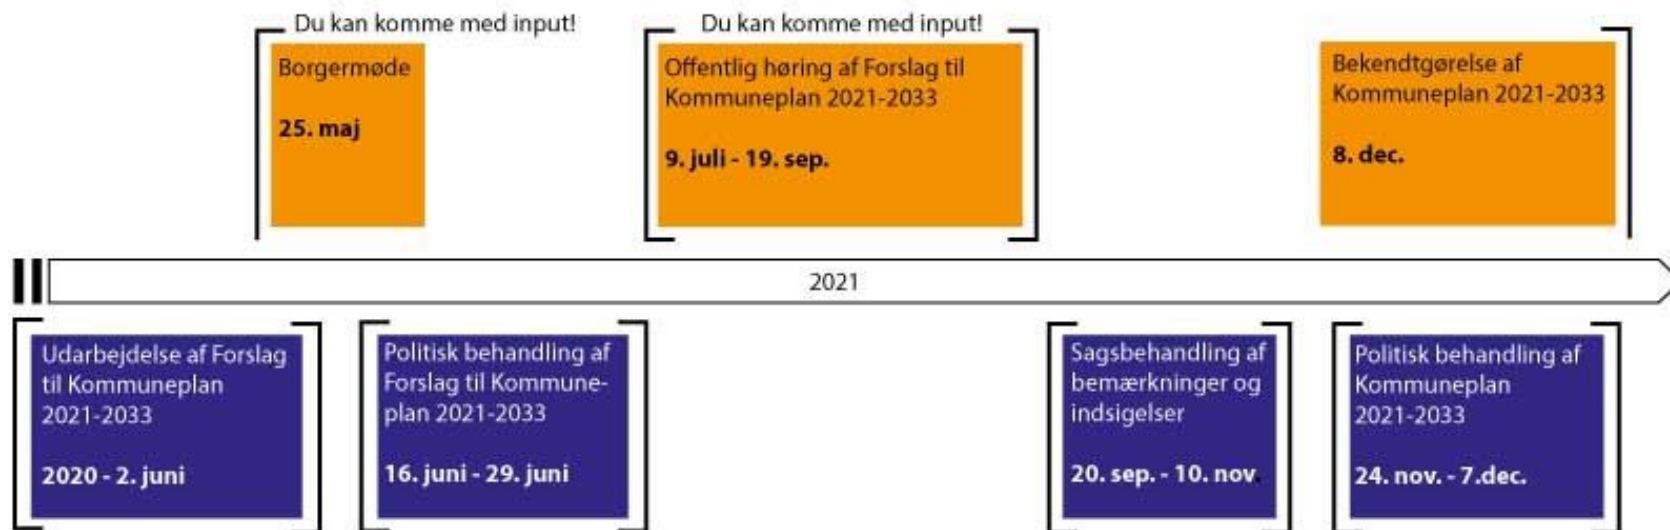 Du kan komme med input!
Borgermøde
25. maj
Du kan komme med input!
Offentlig høring af Forslag til
Kommuneplan 2021-2033
9. juli - 19. sep.
Bekendtgørelse af
Kommuneplan 2021-2033
8. dec.
2021
Udarbejdelse af Forslag
til Kommuneplan
2021-2033
2020 - 2. juni
Politisk behandling af
Forslag til Kommune-
plan 2021-2033
16. juni - 29. juni
Sagsbehandling af
bemærkninger og
indsigelser
20. sep. - 10. nov.
Politisk behandling af
Kommuneplan
2021-2033
24. nov. - 7.dec.